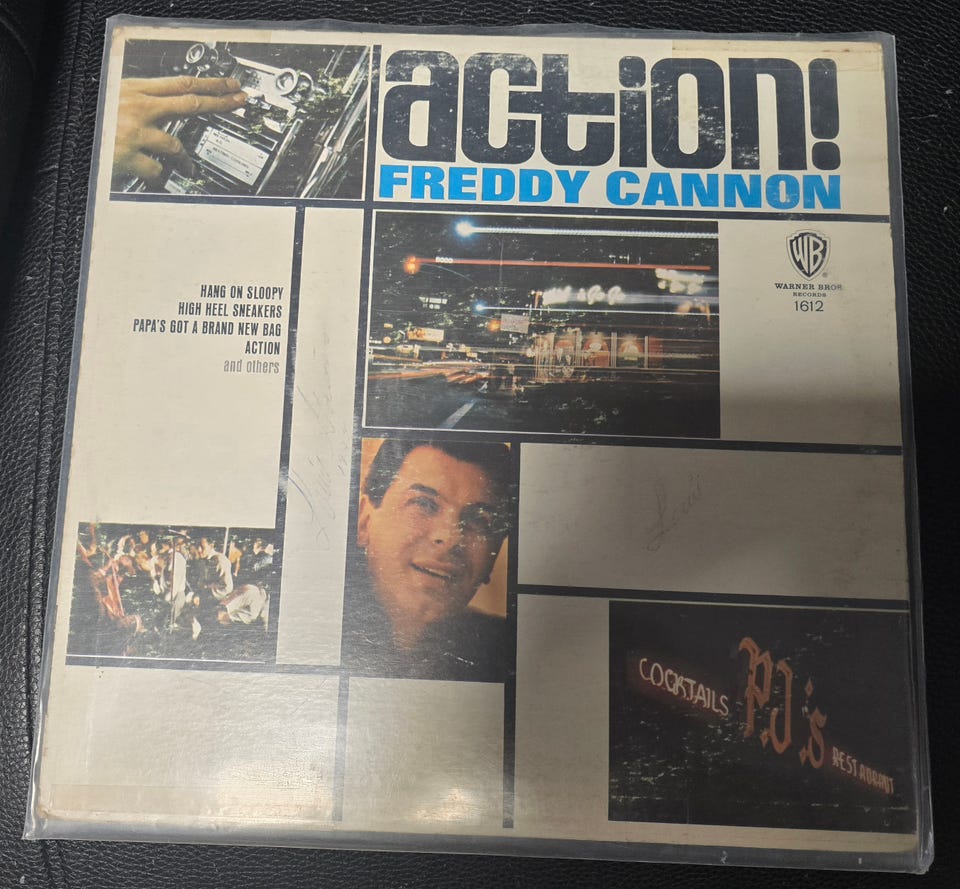 action!
FREDDY CANNON
WB
®
WARNER BROS
RECORDS
1612
HANG ON SLOOPY
HIGH HEEL SNEAKERS
PAPA'S GOT A BRAND NEW BAG
ACTION
and others
COCKTAILS
P.J.'s
RESTAURANT